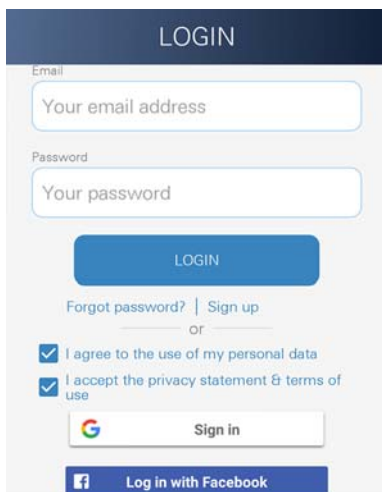 LOGIN
Email
Your email address
Password
Your password
LOGIN
Forgot password? | Sign up
or
I agree to the use of my personal data
I accept the privacy statement & terms of
use
Sign in
Log in with Facebook